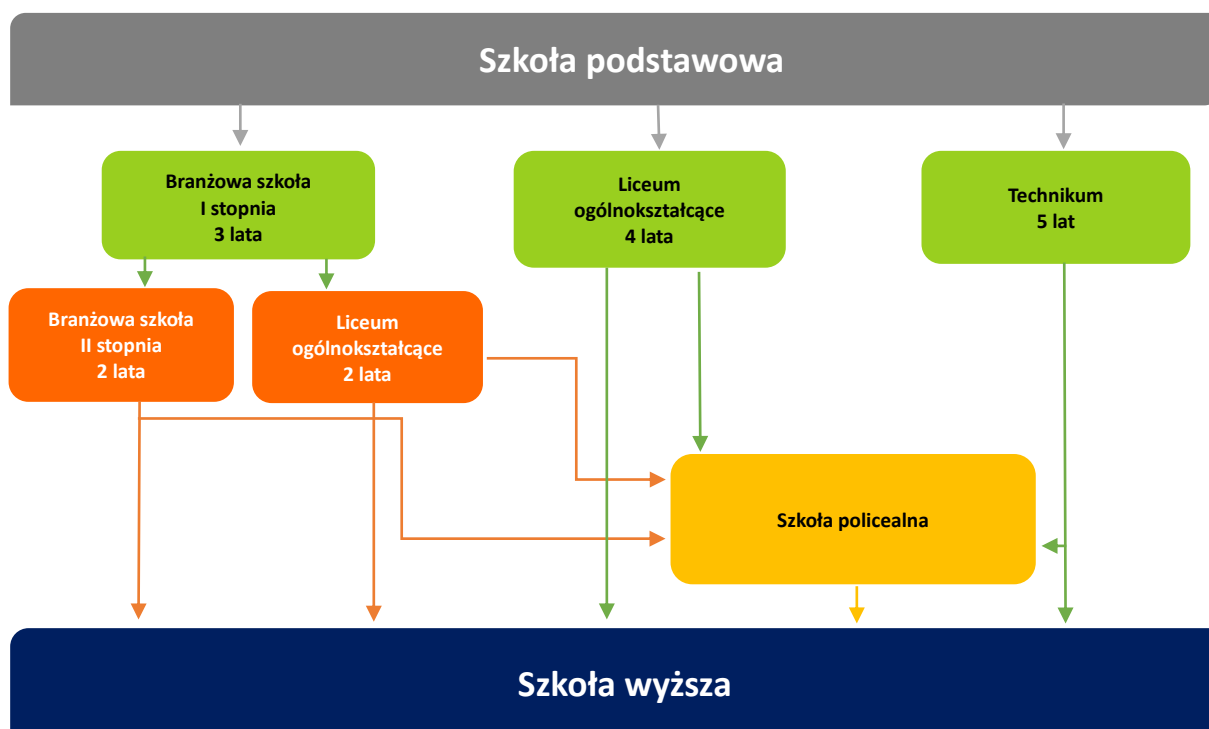 Szkoła podstawowa
Branżowa szkoła
I stopnia
3 lata
Liceum
ogólnokształcące
4 lata
Technikum
5 lat
Branżowa szkoła
II stopnia
2 lata
Liceum
ogólnokształcące
2 lata
Szkoła policealna
Szkoła wyższa